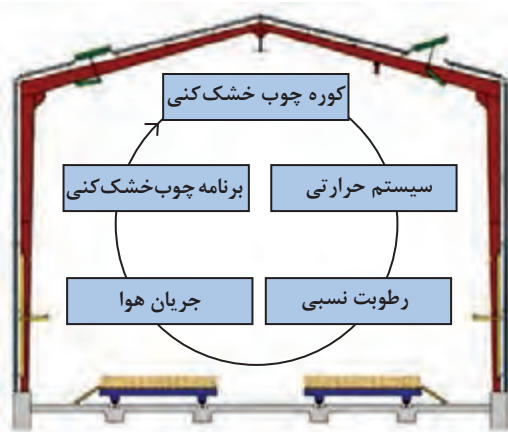 کوره چوب خشک‌کنی
سیستم حرارتی
برنامه چوب‌خشک‌کنی
رطوبت نسبی
جریان هوا